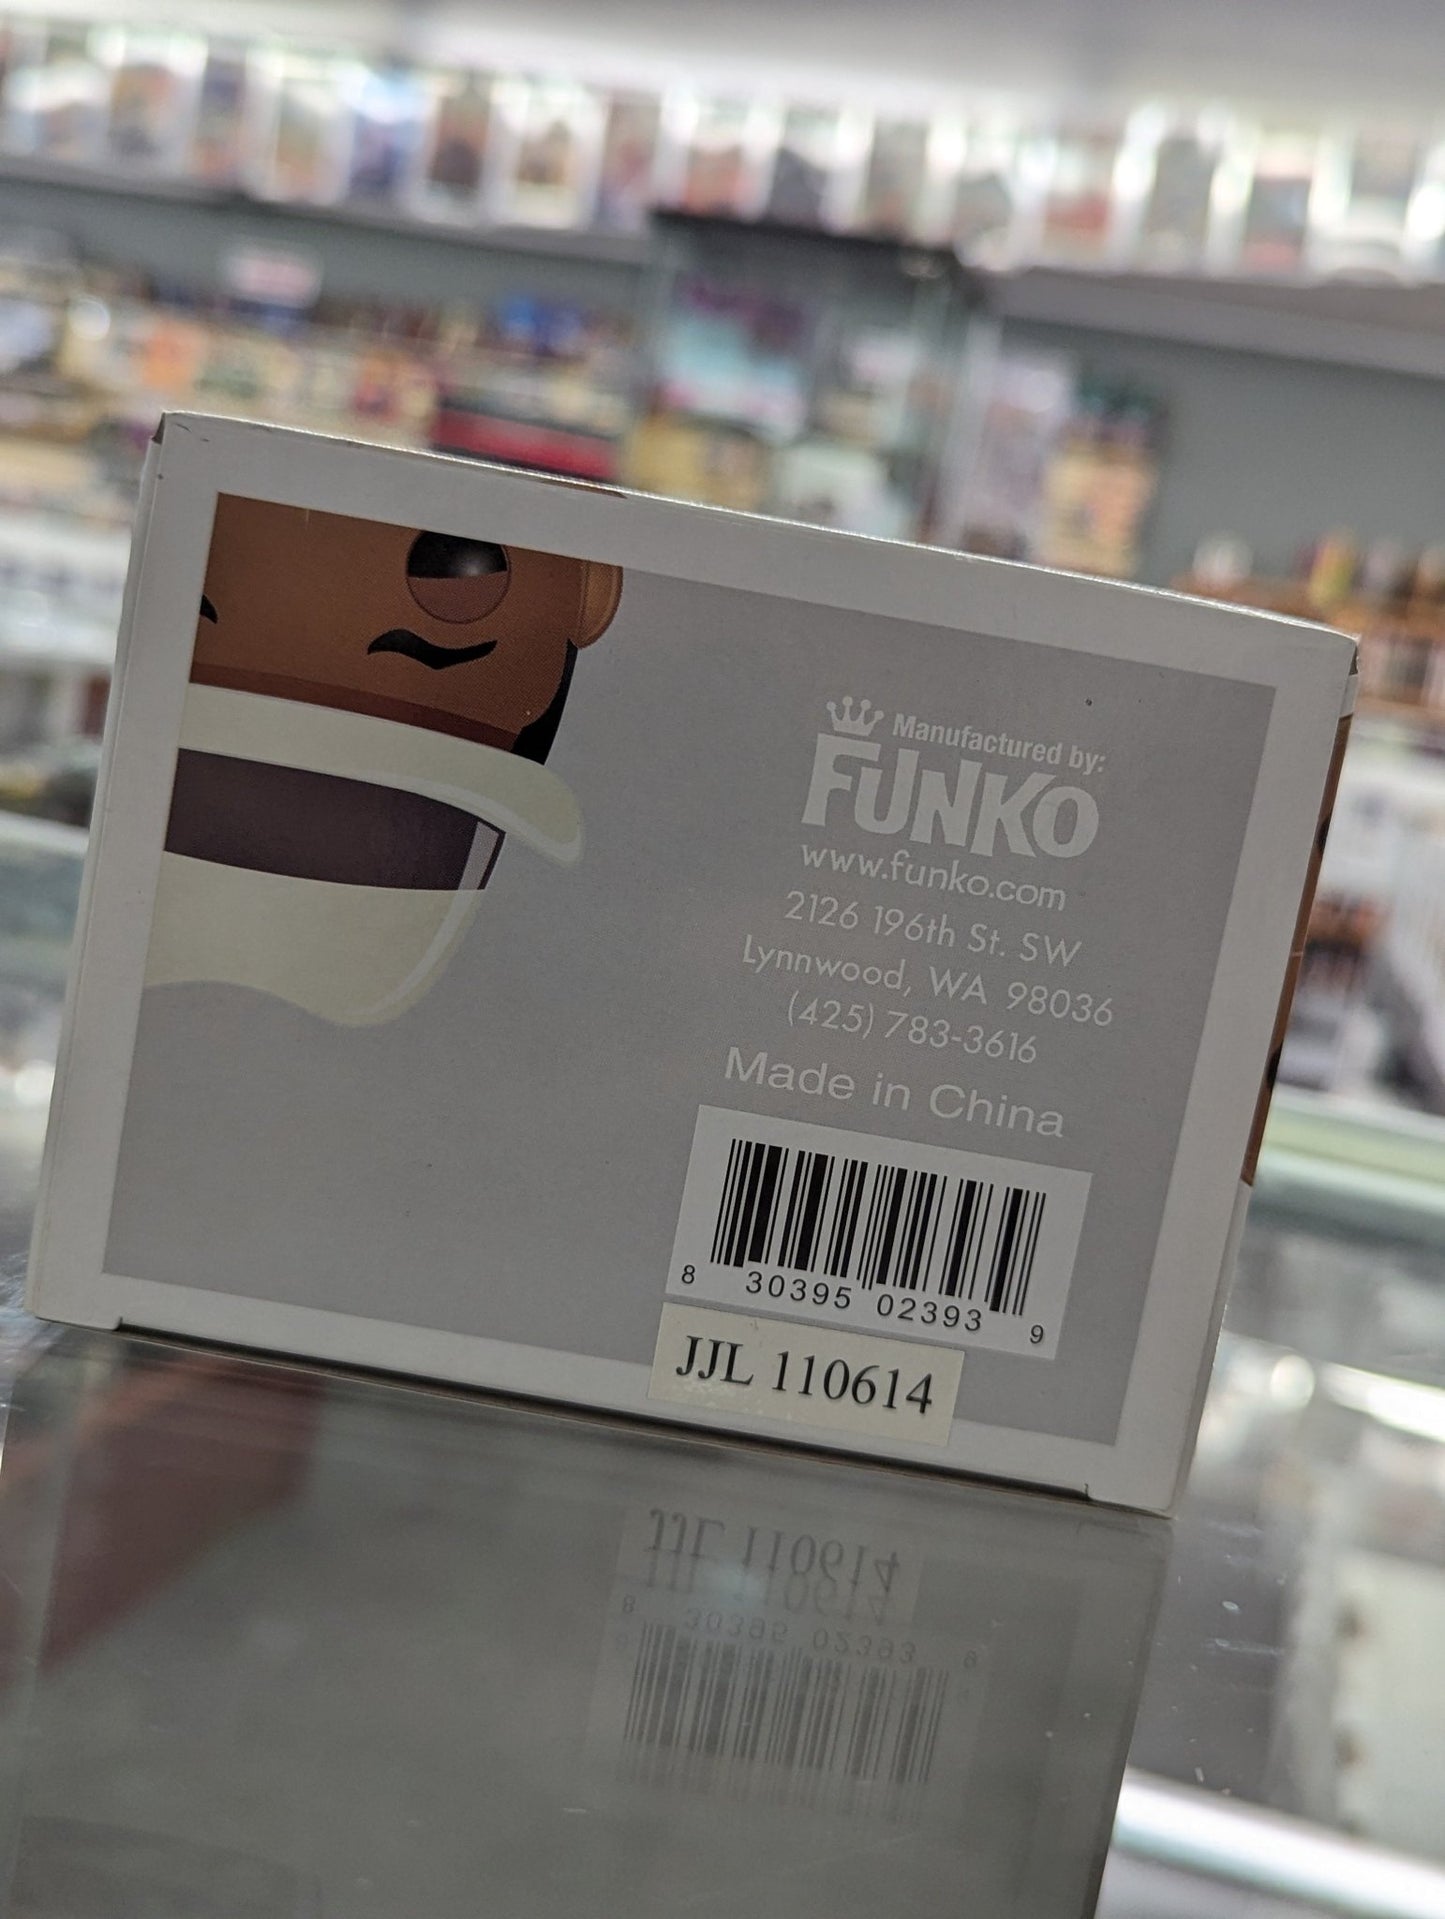 Manufactured by:
FUNKO
www.funko.com
2126 196th St. SW
Lynnwood, WA 98036
(425) 783-3616
Made in China
8 30395 02393 9
JJL 110614